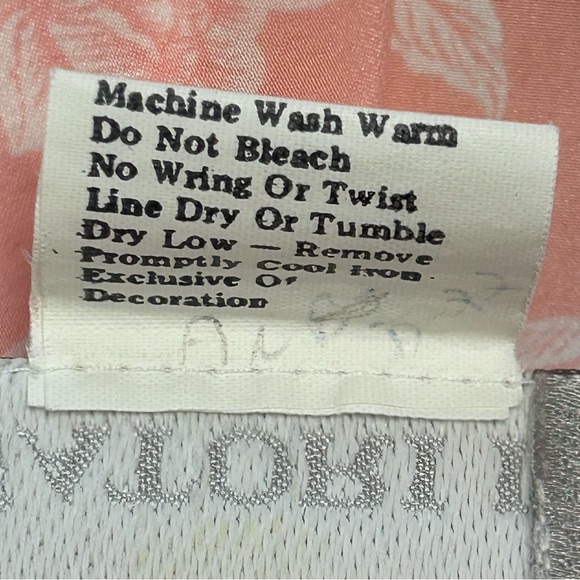 Machine Wash Warm
Do Not Bleach
No Wring Or Twist
Line Dry Or Tumble
Dry Low — Remove
Promptly Cool Iron
Exclusive Of
Decoration